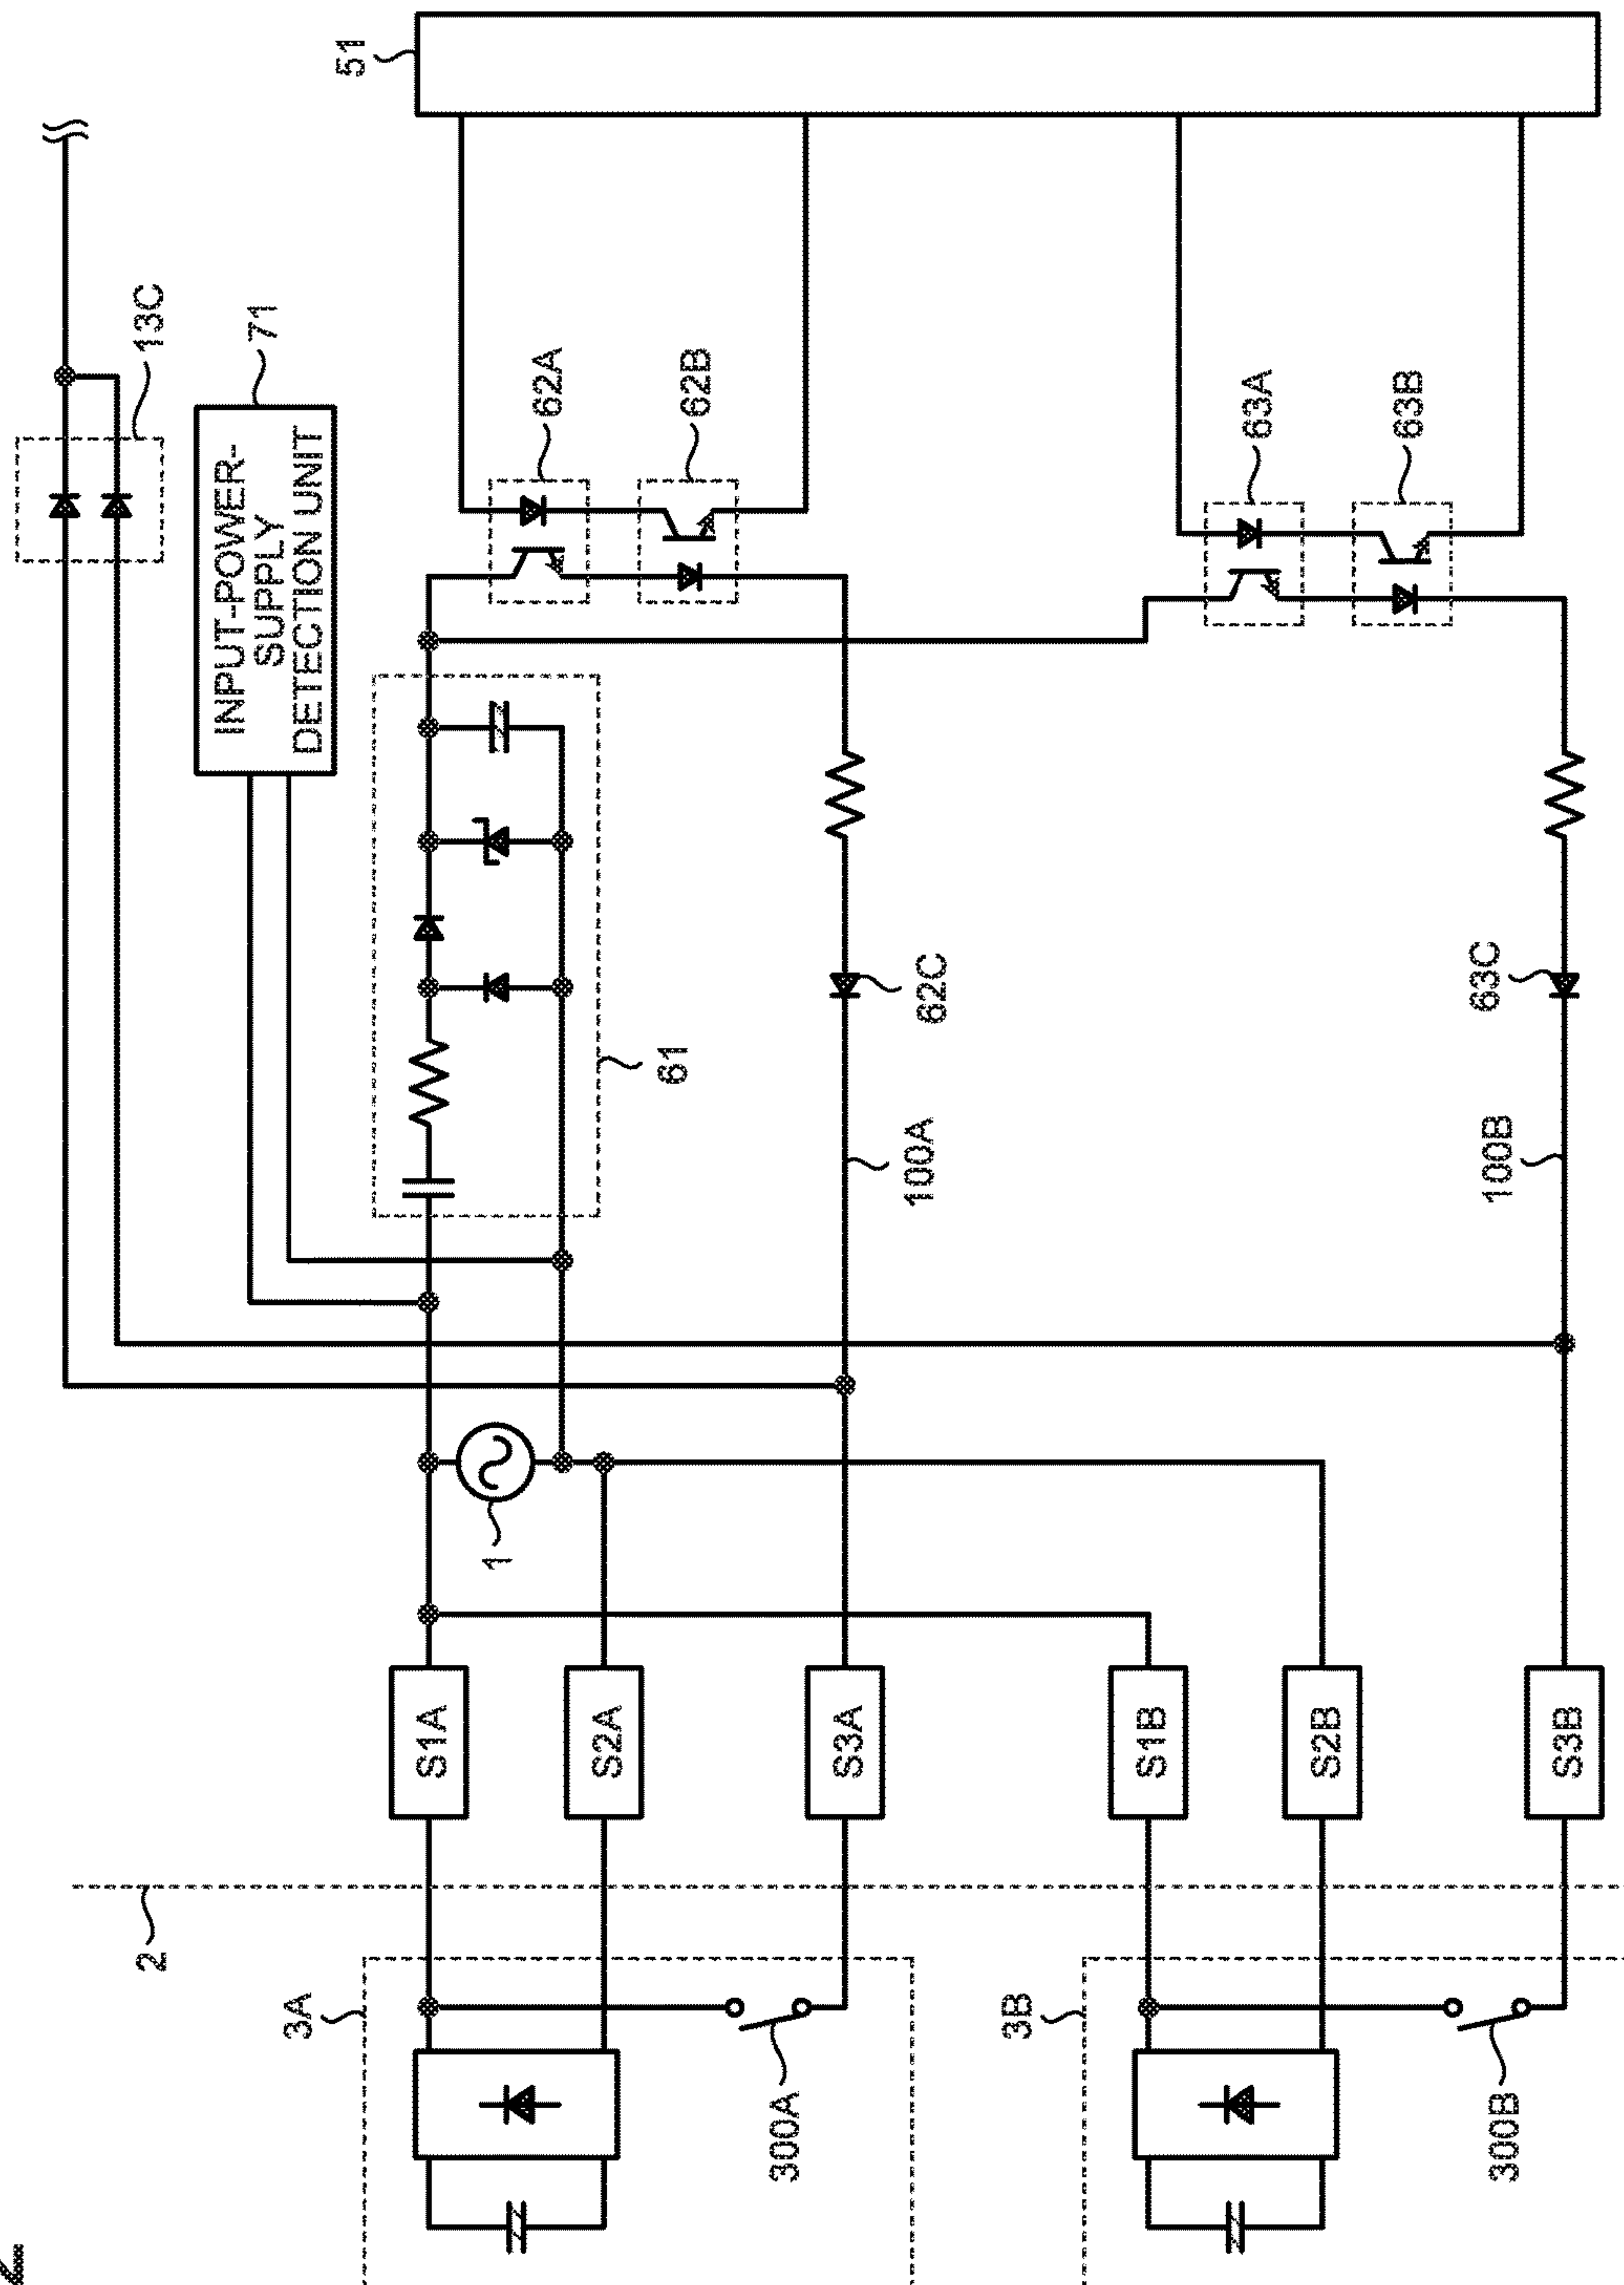 2
13C
71
INPUT-POWER-
SUPPLY
DETECTION UNIT
3A
51
S1A
1
62A
S2A
61
62B
300A
S3A
100A
62C
3B
S1B
63A
S2B
63B
300B
100B
63C
S3B